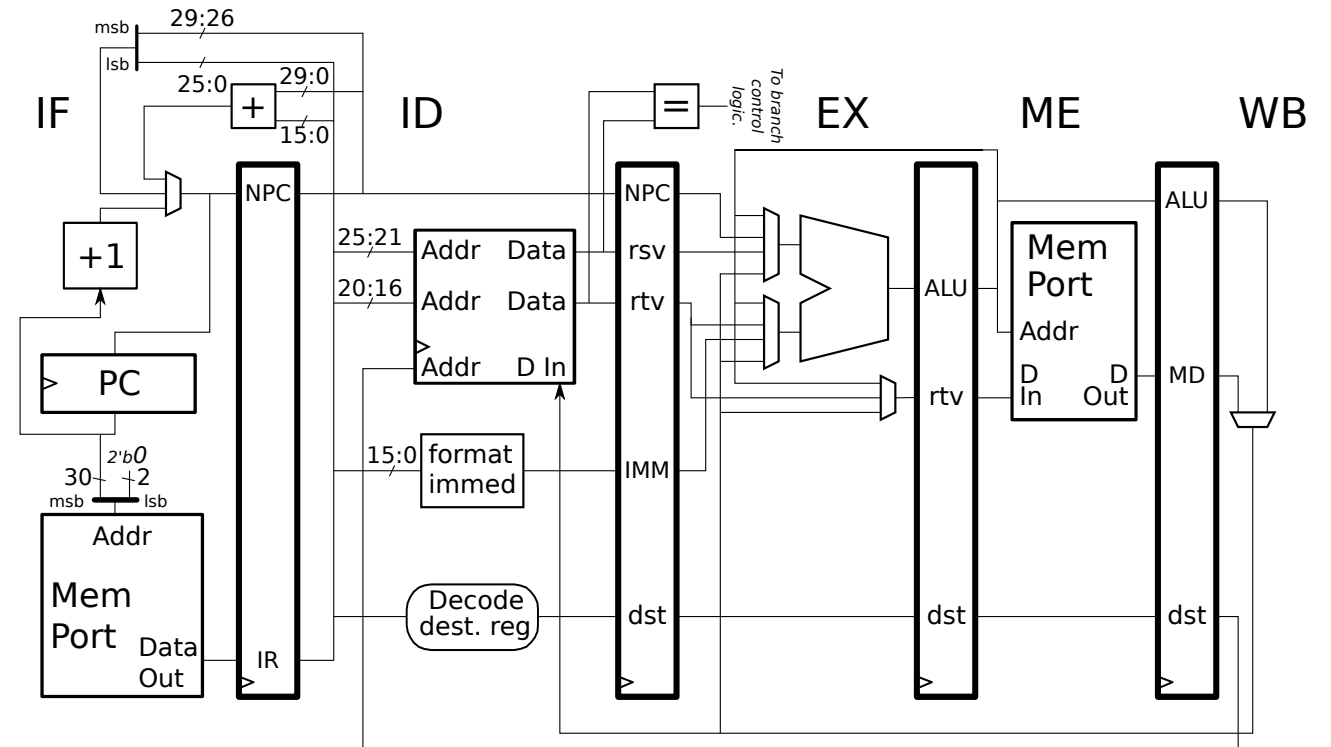 29:26
msb
lsb
25:0
29:0
+
15:0
IF
ID
=
To branch
control
logic.
EX
ME
WB
NPC
NPC
ALU
+1
25:21
Addr
Data
rsv
20:16
Addr
Data
rtv
Addr
D In
ALU
Mem
Port
Addr
D
In
D
Out
MD
PC
rtv
2'b0
30
2
msb
lsb
15:0
format
immed
IMM
Addr
Mem
Port
Data
Out
IR
Decode
dest. reg
dst
dst
dst